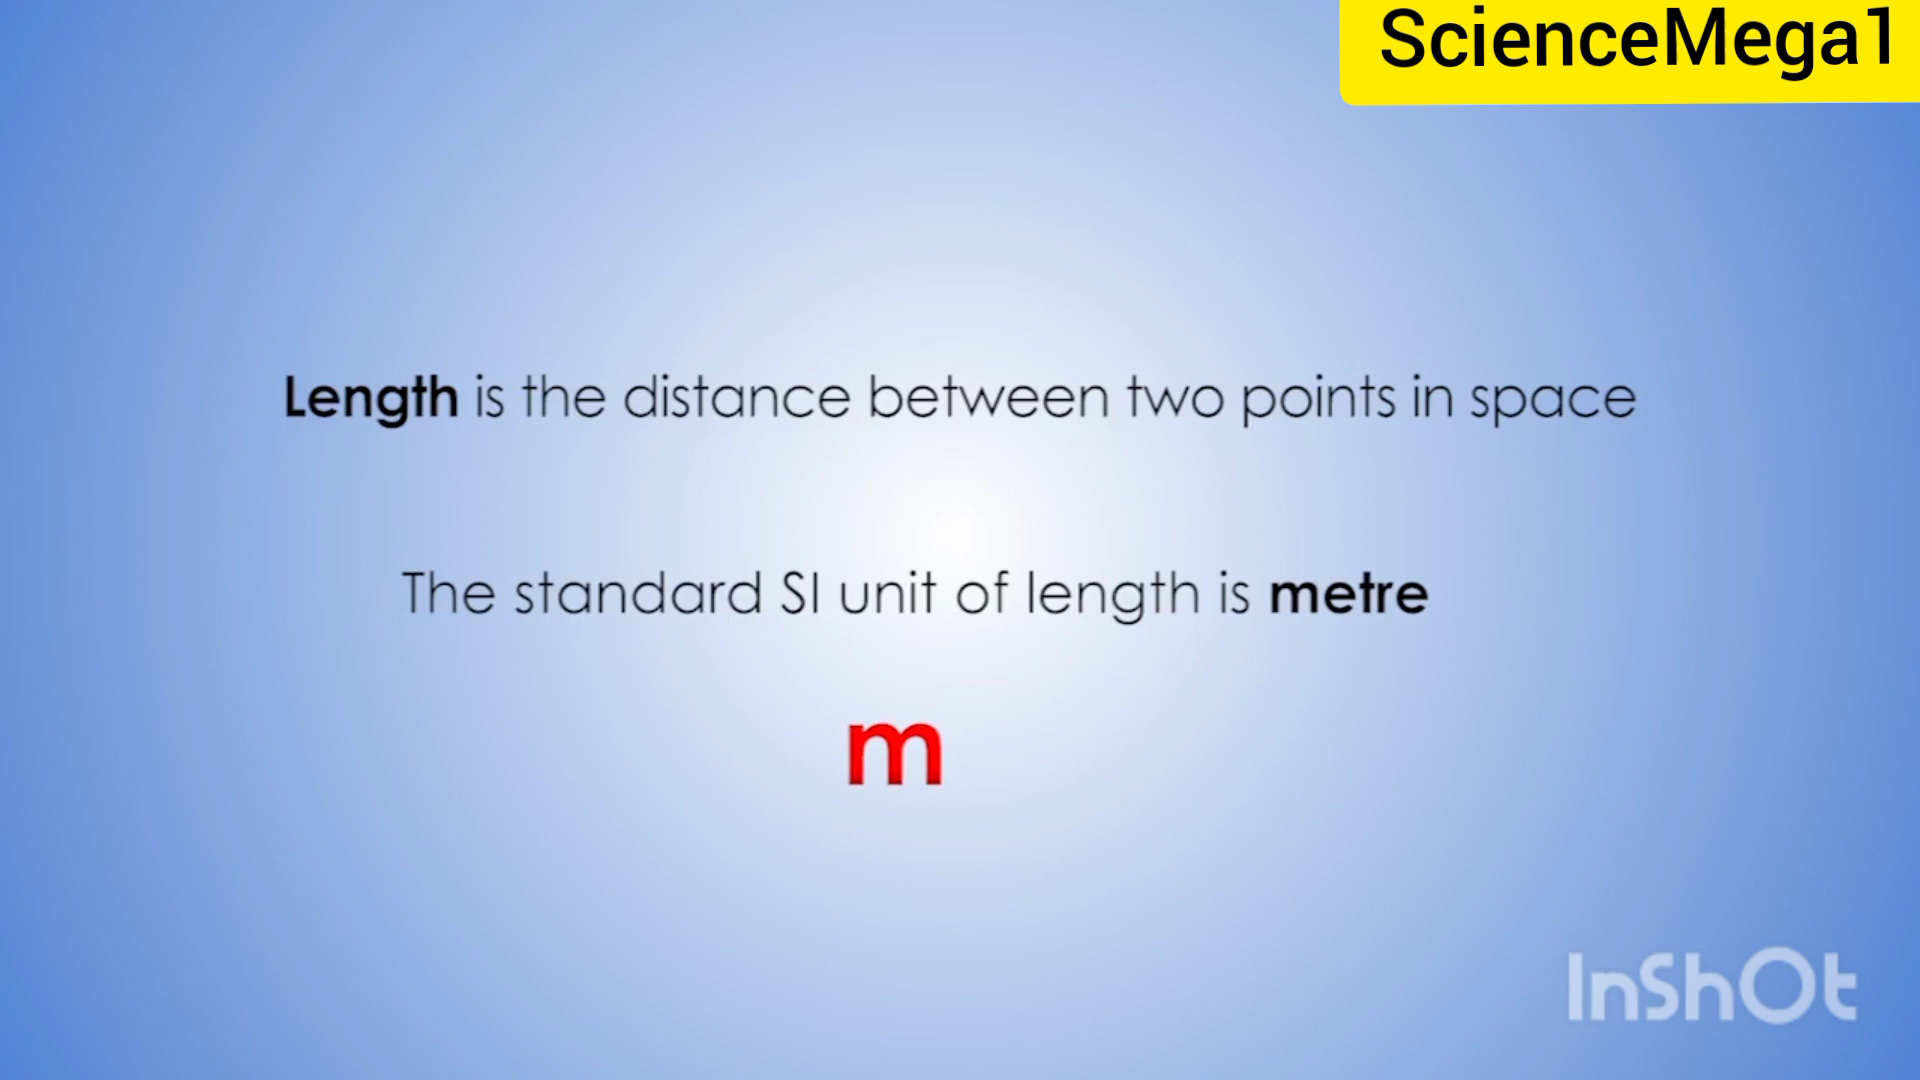 ScienceMega1
Length is the distance between two points in space
The standard SI unit of length is metre
m
InShOt